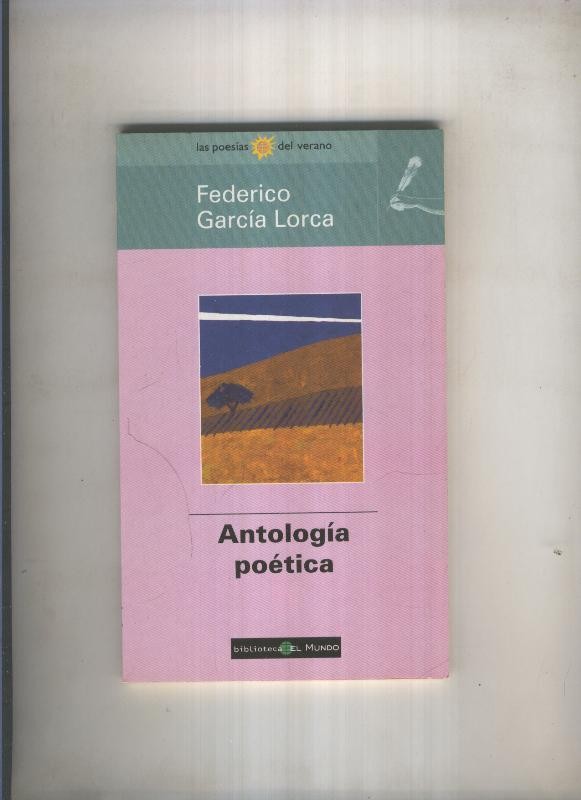 las poesías del verano
Federico
García Lorca
Antología
poética
biblioteca EL MUNDO